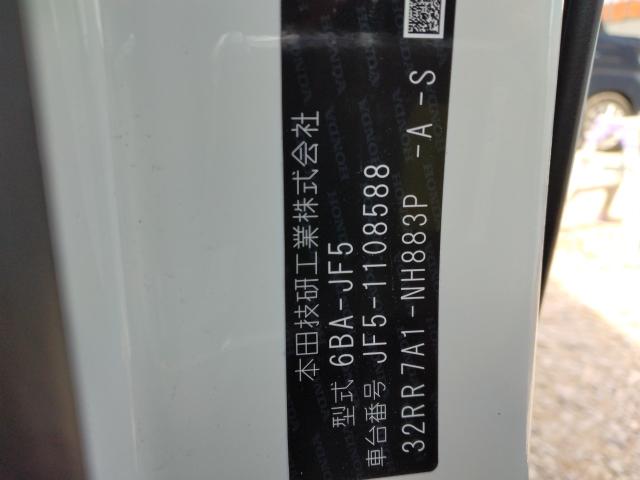 本田技研工業株式会社
型式 6BA-JF5
車台番号 JF5-1108588
32RR 7A1-NH883P -A -S